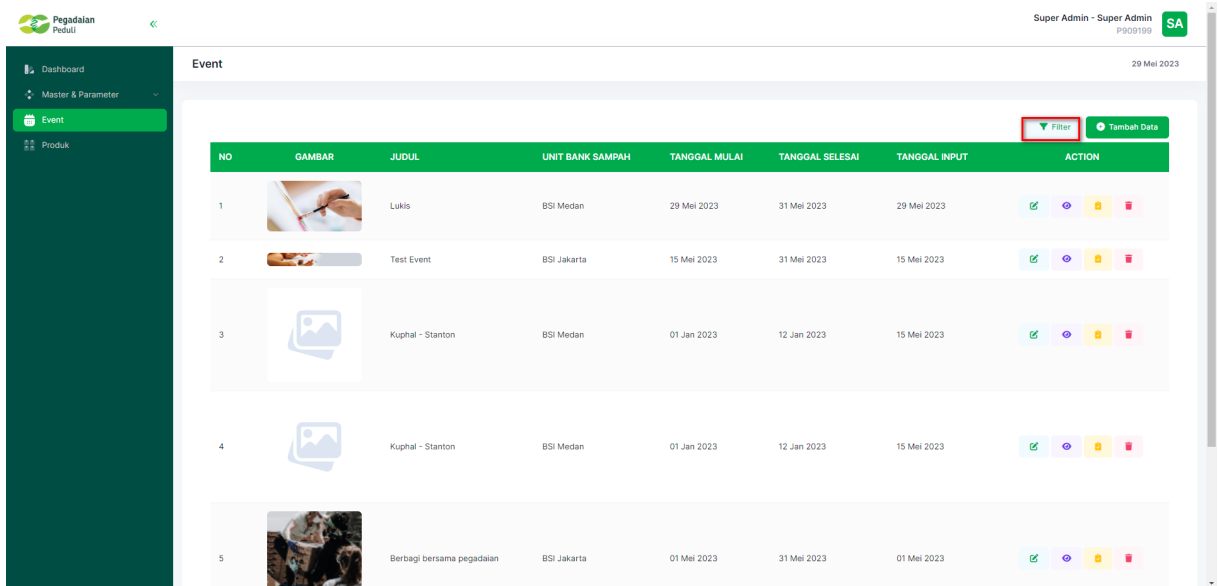 Pegadaian
Peduli
Super Admin - Super Admin
P909199
SA
Dashboard
Master & Parameter
Event
Produk
Event
29 Mei 2023
Filter
Tambah Data
NO GAMBAR JUDUL UNIT BANK SAMPAH TANGGAL MULAI TANGGAL SELESAI TANGGAL INPUT ACTION
1 Lukis BSI Medan 29 Mei 2023 31 Mei 2023 29 Mei 2023
2 Test Event BSI Jakarta 15 Mei 2023 31 Mei 2023 15 Mei 2023
3 Kuphal - Stanton BSI Medan 01 Jan 2023 12 Jan 2023 15 Mei 2023
4 Kuphal - Stanton BSI Medan 01 Jan 2023 12 Jan 2023 15 Mei 2023
5 Berbagi bersama pegadaian BSI Jakarta 01 Mei 2023 31 Mei 2023 01 Mei 2023